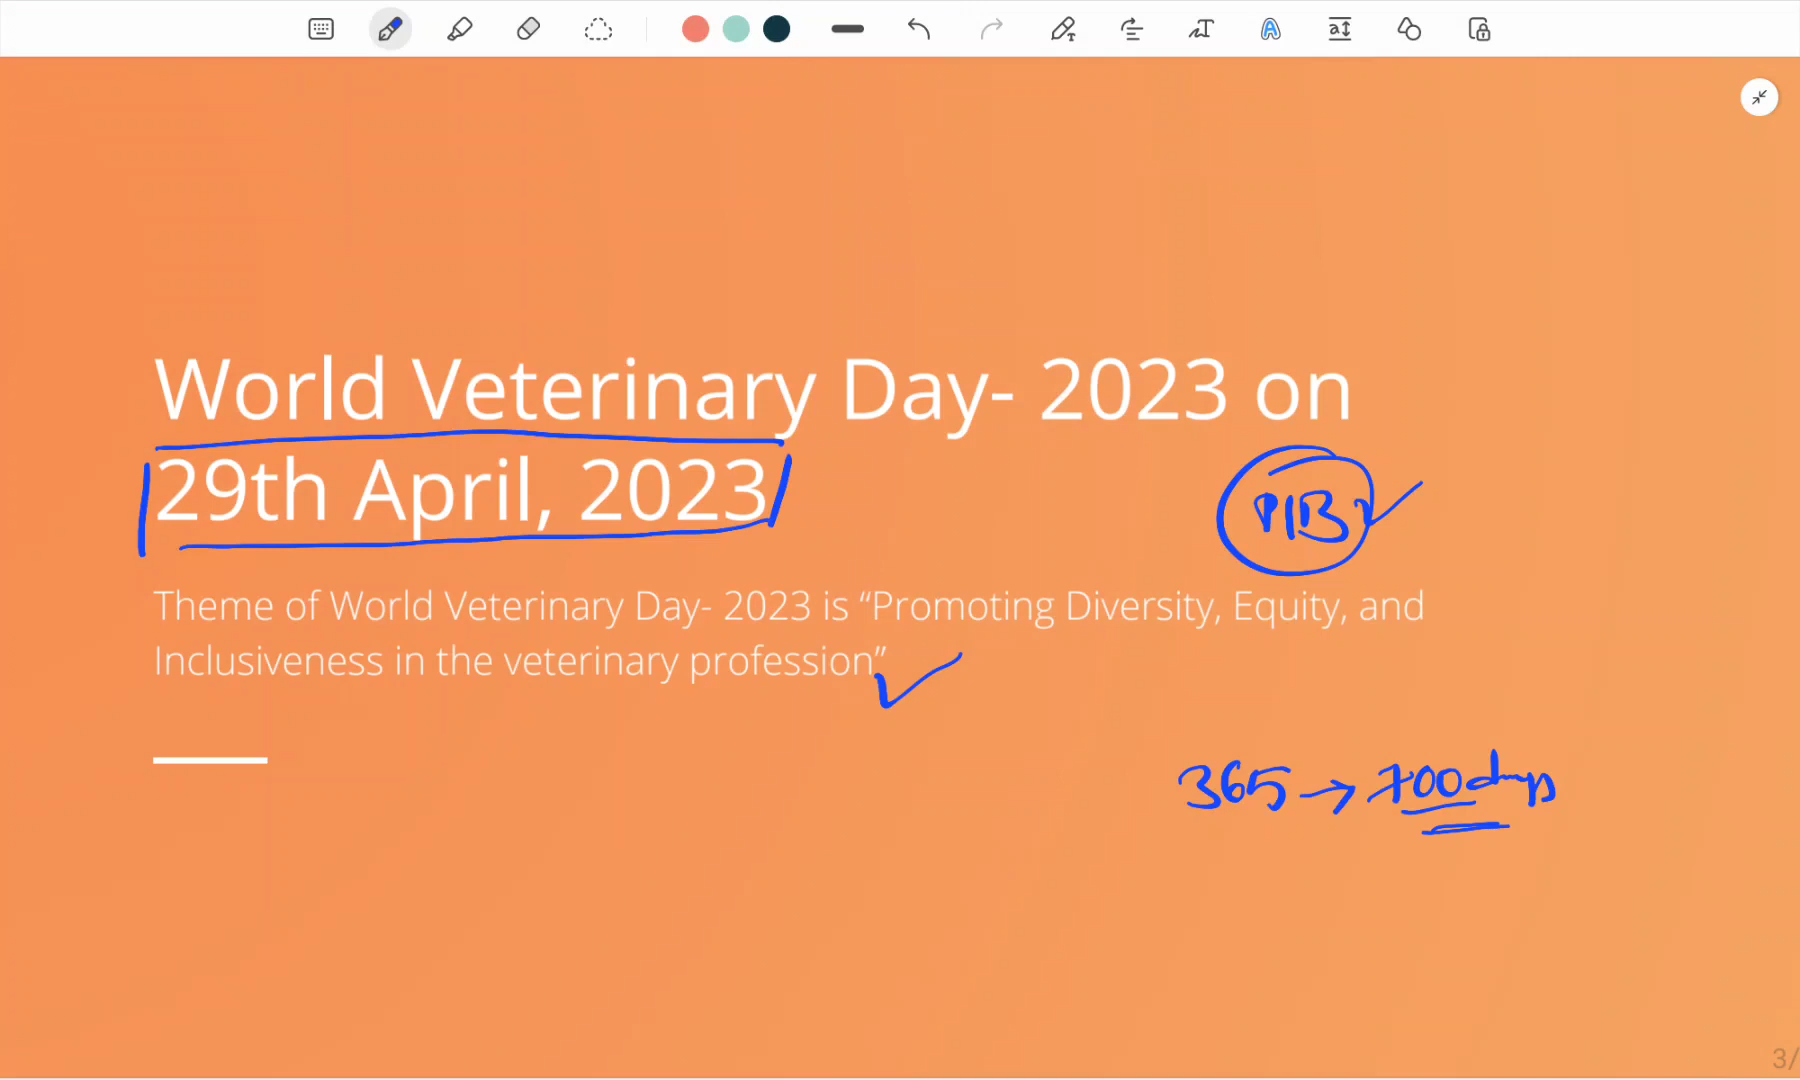 World Veterinary Day- 2023 on
29th April, 2023
PIB
Theme of World Veterinary Day- 2023 is “Promoting Diversity, Equity, and
Inclusiveness in the veterinary profession”
365 → 700 days
3/